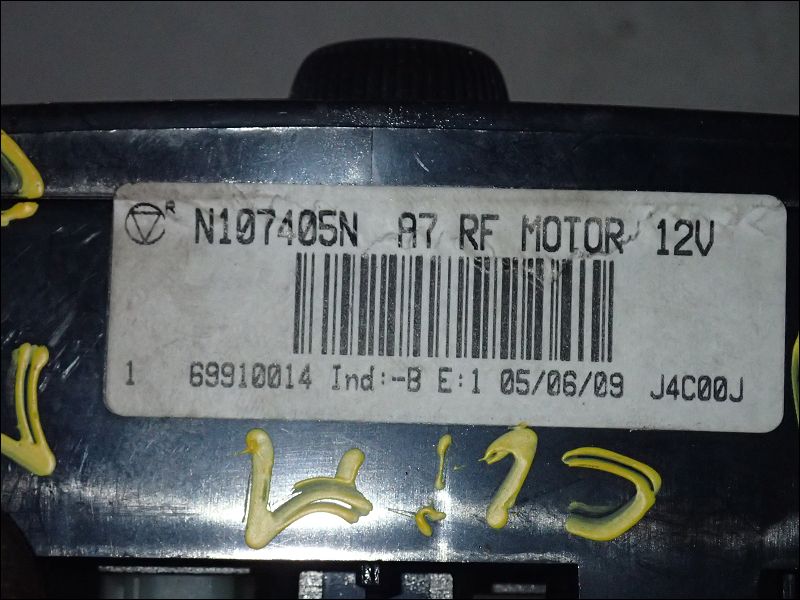 R N107405N A7 RF MOTOR 12V
1 69910014 Ind:-B E:1 05/06/09 J4C00J